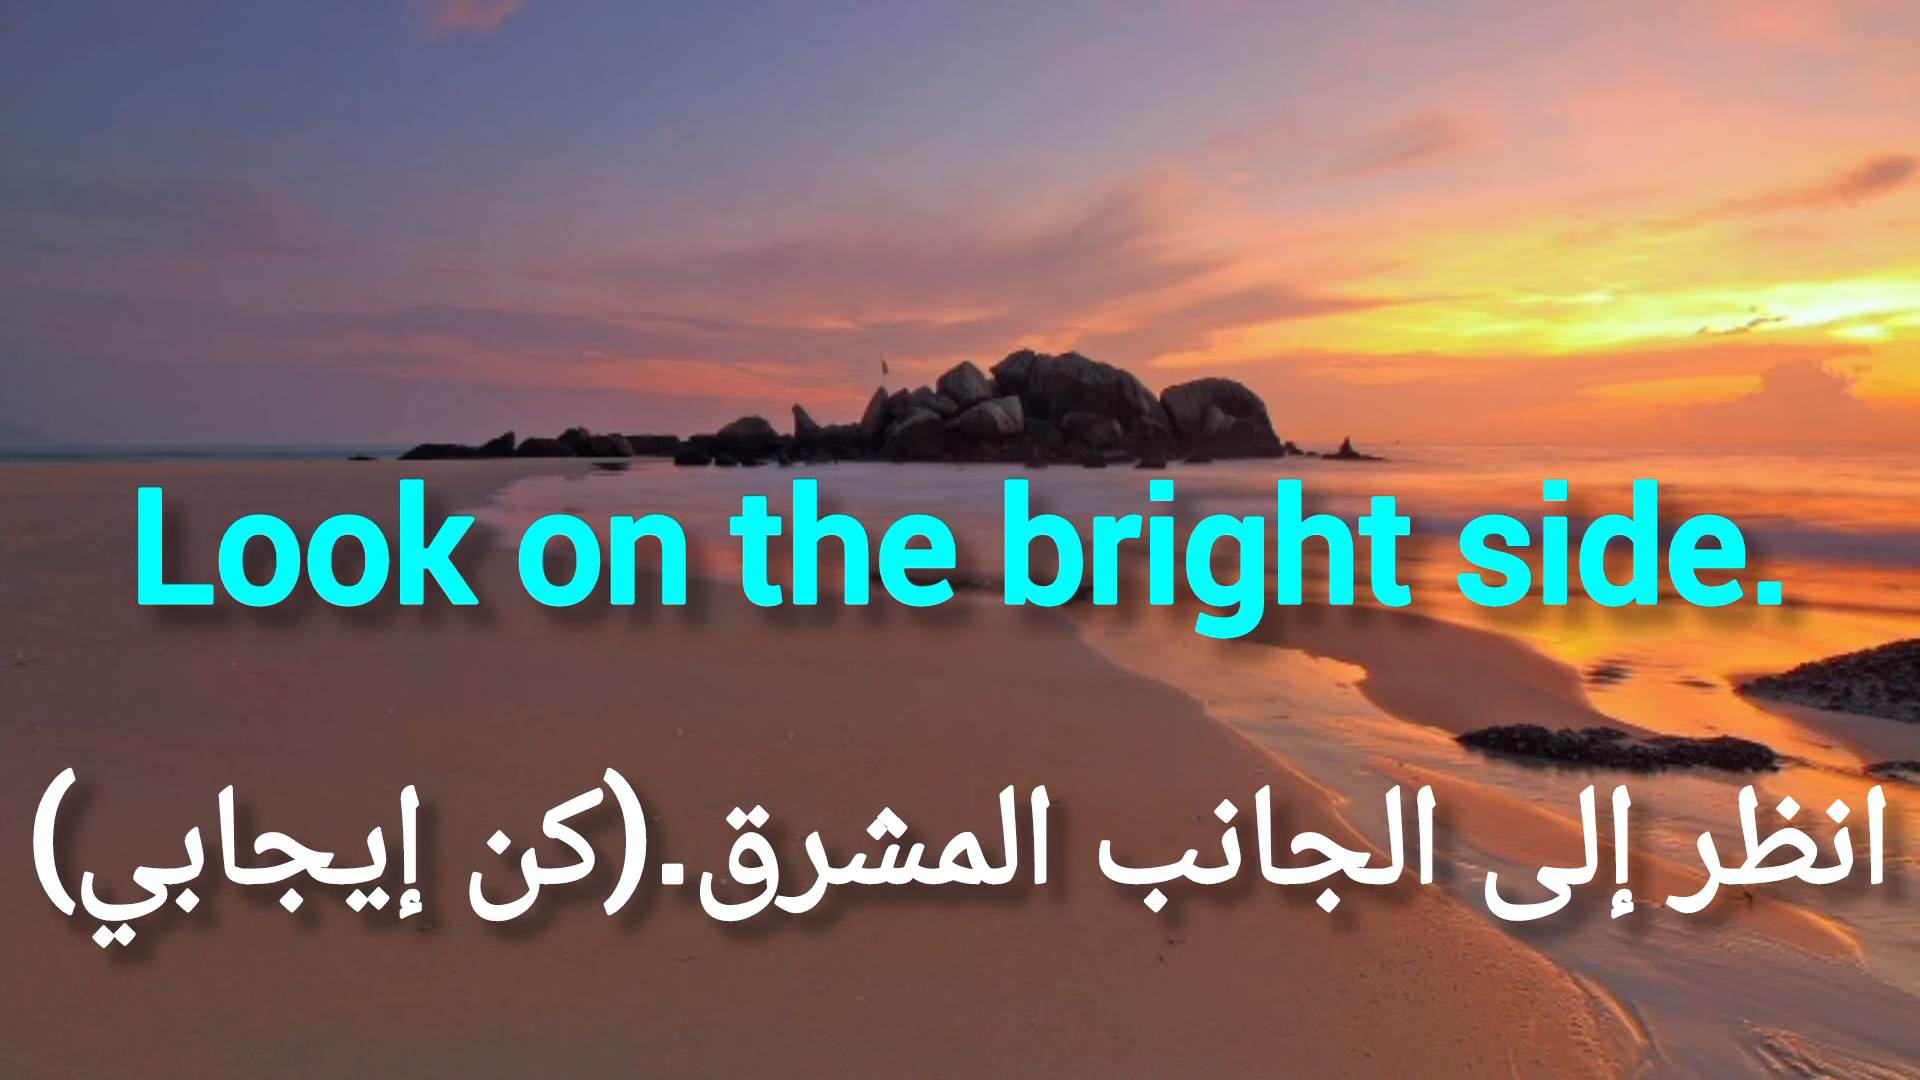 Look on the bright side.
انظر إلى الجانب المشرق.(كن إيجابي)